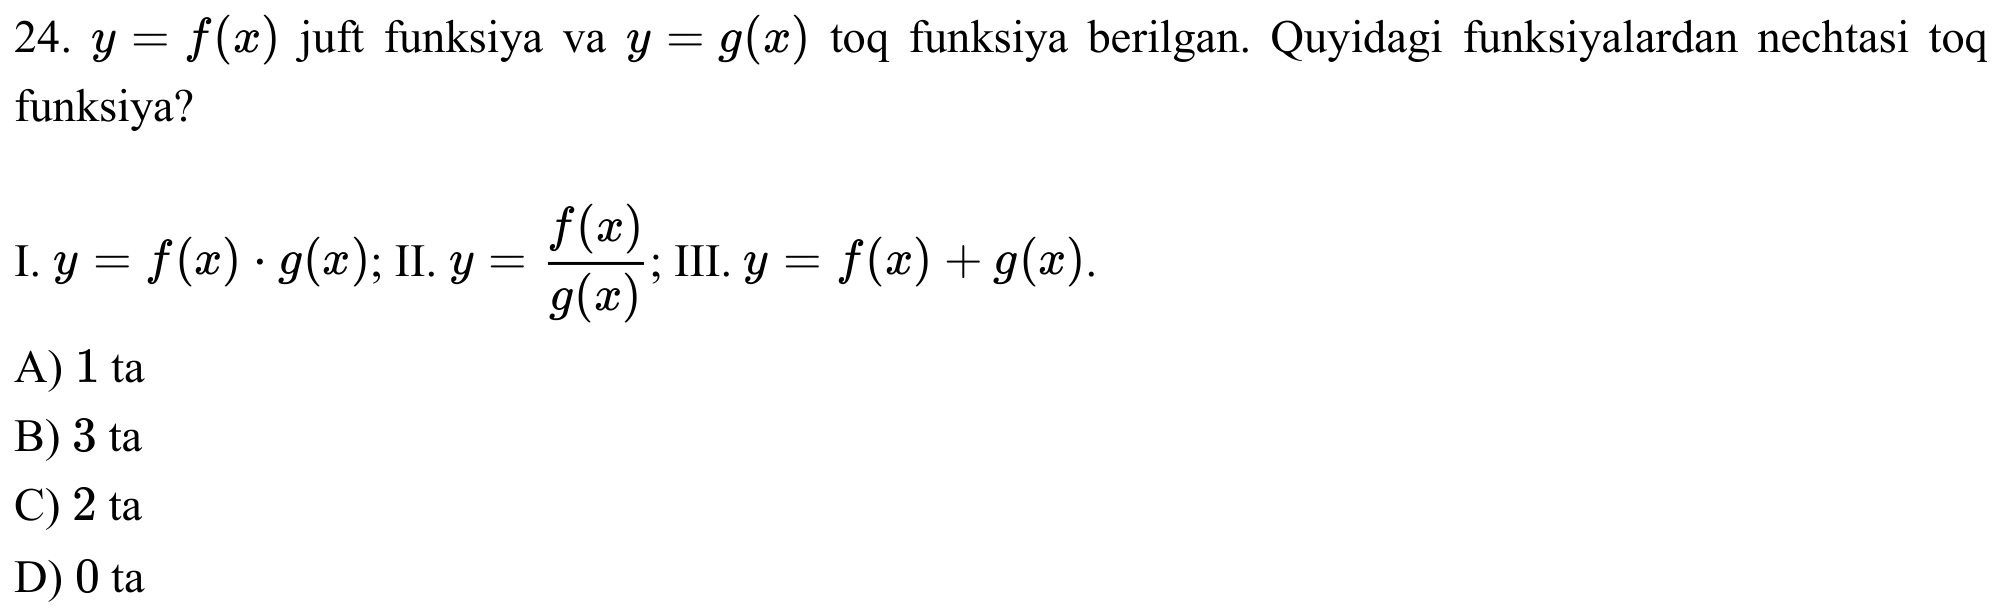 24. y = f(x) juft funksiya va y = g(x) toq funksiya berilgan. Quyidagi funksiyalardan nechtasi toq
funksiya?
I. y = f(x) · g(x); II. y = f(x)/g(x); III. y = f(x) + g(x).
A) 1 ta
B) 3 ta
C) 2 ta
D) 0 ta